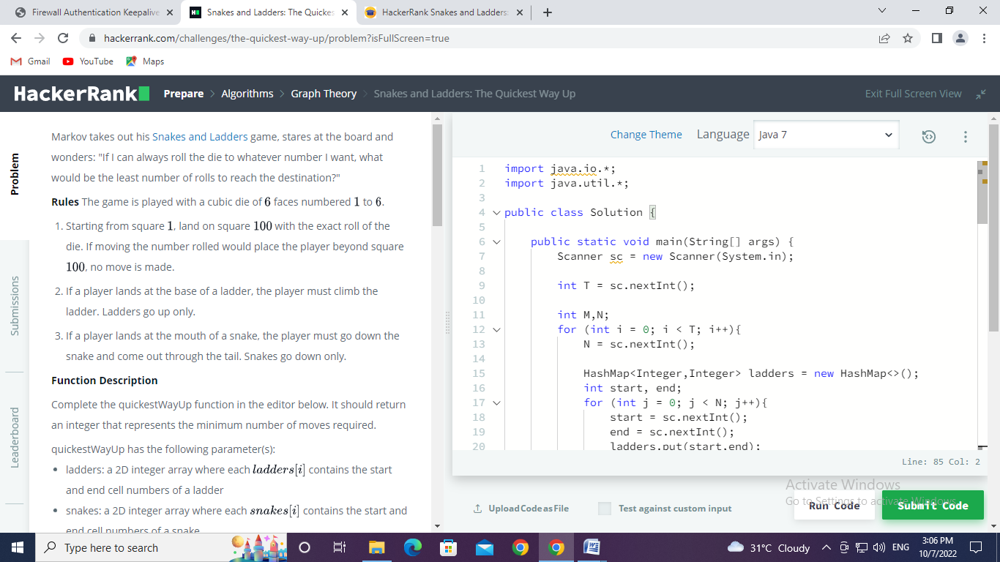 Firewall Authentication Keepalive
Snakes and Ladders: The Quickes
HackerRank Snakes and Ladders:
hackerrank.com/challenges/the-quickest-way-up/problem?isFullScreen=true
Gmail YouTube Maps
HackerRank Prepare > Algorithms > Graph Theory > Snakes and Ladders: The Quickest Way Up
Exit Full Screen View
Problem
Submissions
Leaderboard
Markov takes out his Snakes and Ladders game, stares at the board and
wonders: "If I can always roll the die to whatever number I want, what
would be the least number of rolls to reach the destination?"
Rules The game is played with a cubic die of 6 faces numbered 1 to 6.
1. Starting from square 1, land on square 100 with the exact roll of the
die. If moving the number rolled would place the player beyond square
100, no move is made.
2. If a player lands at the base of a ladder, the player must climb the
ladder. Ladders go up only.
3. If a player lands at the mouth of a snake, the player must go down the
snake and come out through the tail. Snakes go down only.
Function Description
Complete the quickestWayUp function in the editor below. It should return
an integer that represents the minimum number of moves required.
quickestWayUp has the following parameter(s):
• ladders: a 2D integer array where each ladders[i] contains the start
and end cell numbers of a ladder
• snakes: a 2D integer array where each snakes[i] contains the start and
end cell numbers of a snake
Change Theme Language Java 7
1 import java.io.*;
2 import java.util.*;
3
4 public class Solution {
5
6 public static void main(String[] args) {
7 Scanner sc = new Scanner(System.in);
8
9 int T = sc.nextInt();
10
11 int M,N;
12 for (int i = 0; i < T; i++){
13 N = sc.nextInt();
14
15 HashMap<Integer,Integer> ladders = new HashMap<>();
16 int start, end;
17 for (int j = 0; j < N; j++){
18 start = sc.nextInt();
19 end = sc.nextInt();
20 ladders.put(start,end);
Line: 85 Col: 2
Activate Windows
Go to Settings to activate Windows.
Upload Code as File
Test against custom input
Run Code
Submit Code
Type here to search
31°C Cloudy
ENG
3:06 PM
10/7/2022